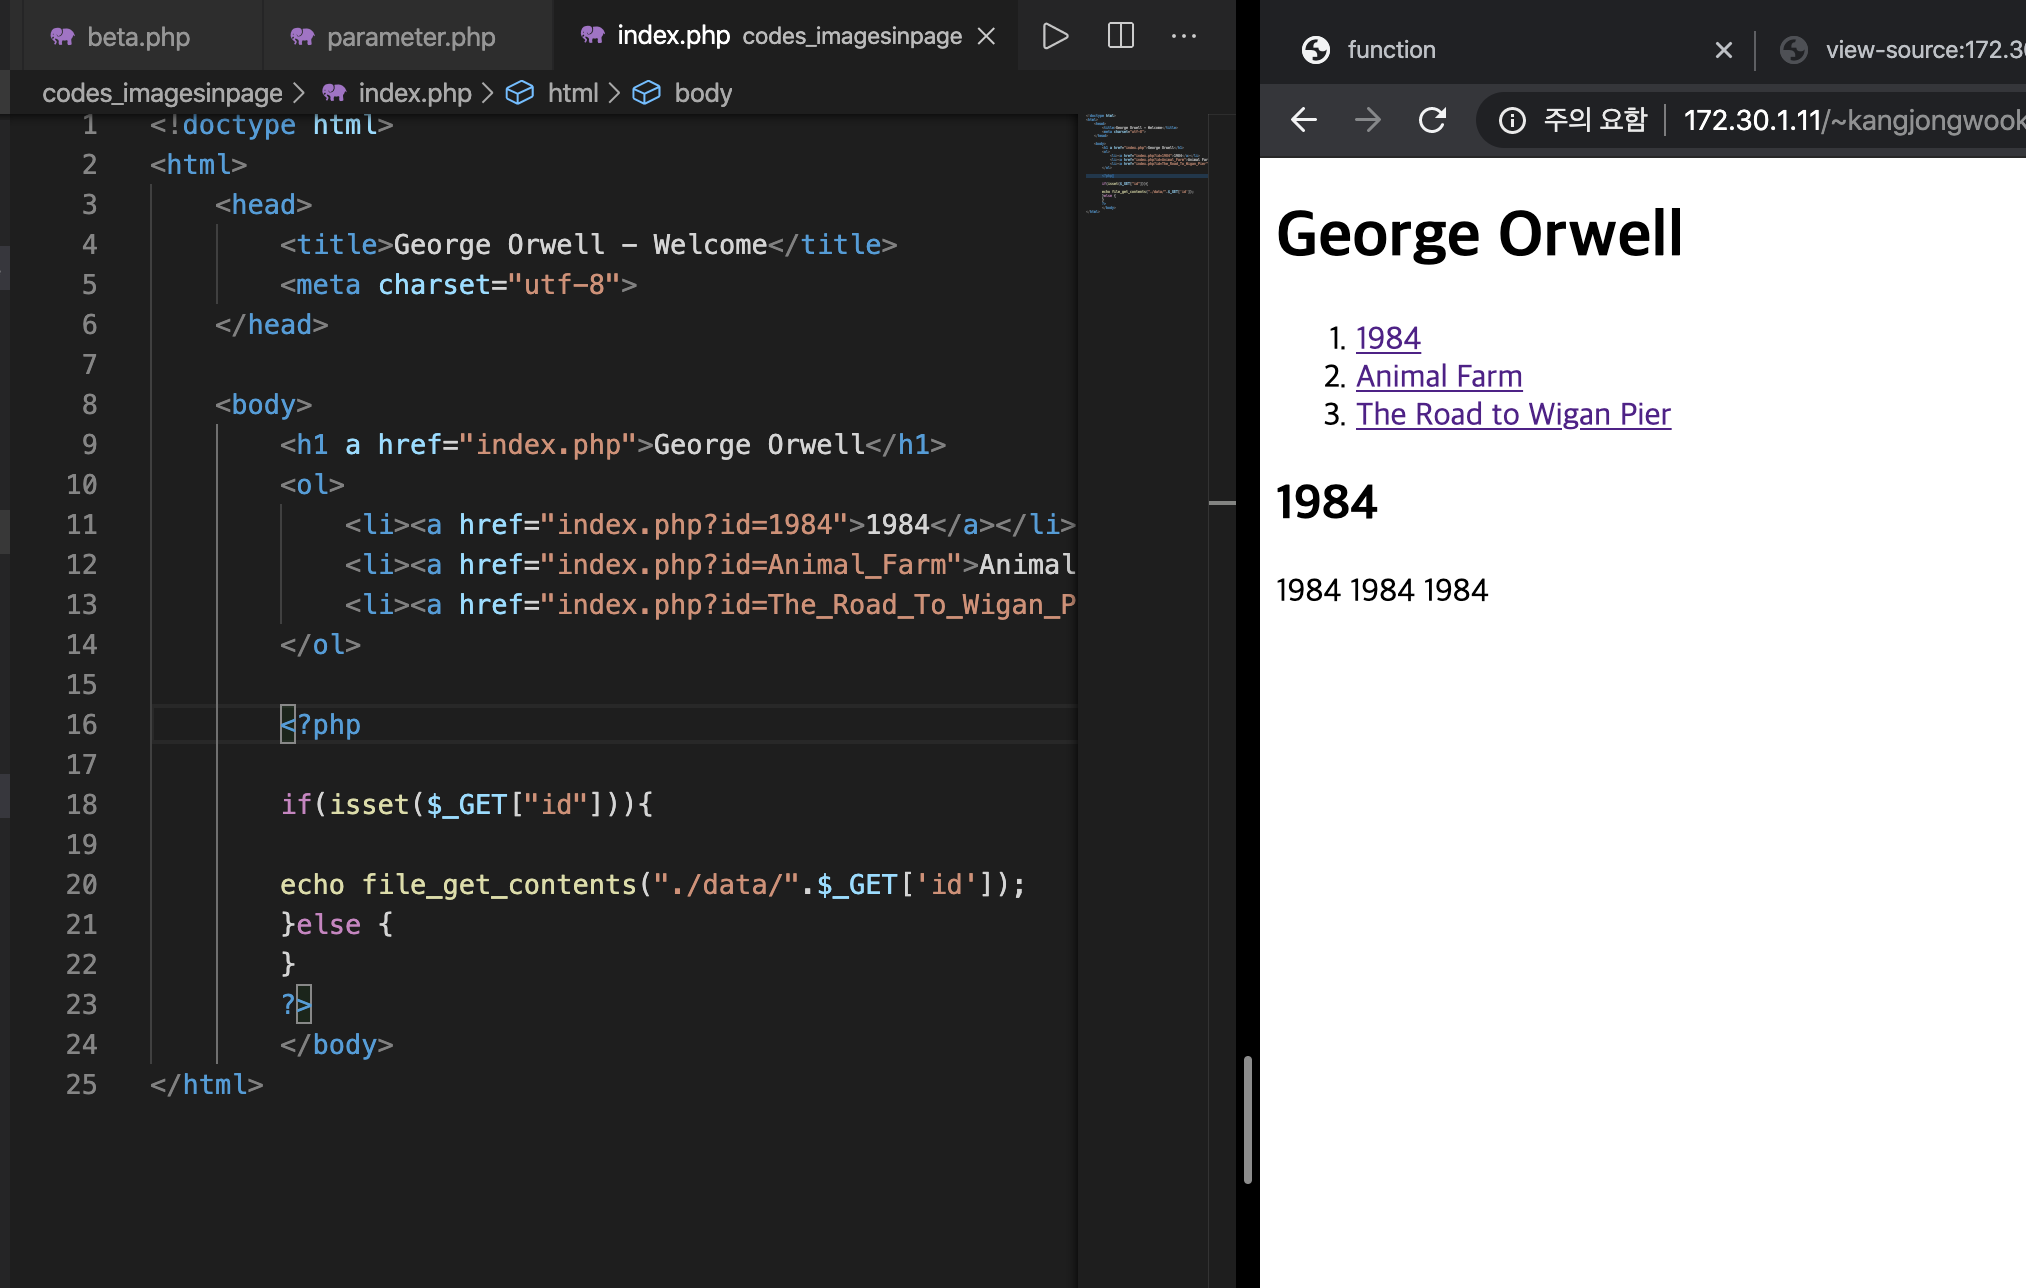 beta.php
parameter.php
index.php codes_imagesinpage
codes_imagesinpage > index.php > html > body
1 <!doctype html>
2 <html>
3 <head>
4 <title>George Orwell - Welcome</title>
5 <meta charset="utf-8">
6 </head>
7
8 <body>
9 <h1 a href="index.php">George Orwell</h1>
10 <ol>
11 <li><a href="index.php?id=1984">1984</a></li>
12 <li><a href="index.php?id=Animal_Farm">Animal
13 <li><a href="index.php?id=The_Road_To_Wigan_P
14 </ol>
15
16 <?php
17
18 if(isset($_GET["id"])){
19
20 echo file_get_contents("./data/".$_GET['id']);
21 }else {
22 }
23 ?>
24 </body>
25 </html>
function
view-source:172.3
주의 요함 172.30.1.11/~kangjongwook
George Orwell
1. 1984
2. Animal Farm
3. The Road to Wigan Pier
1984
1984 1984 1984